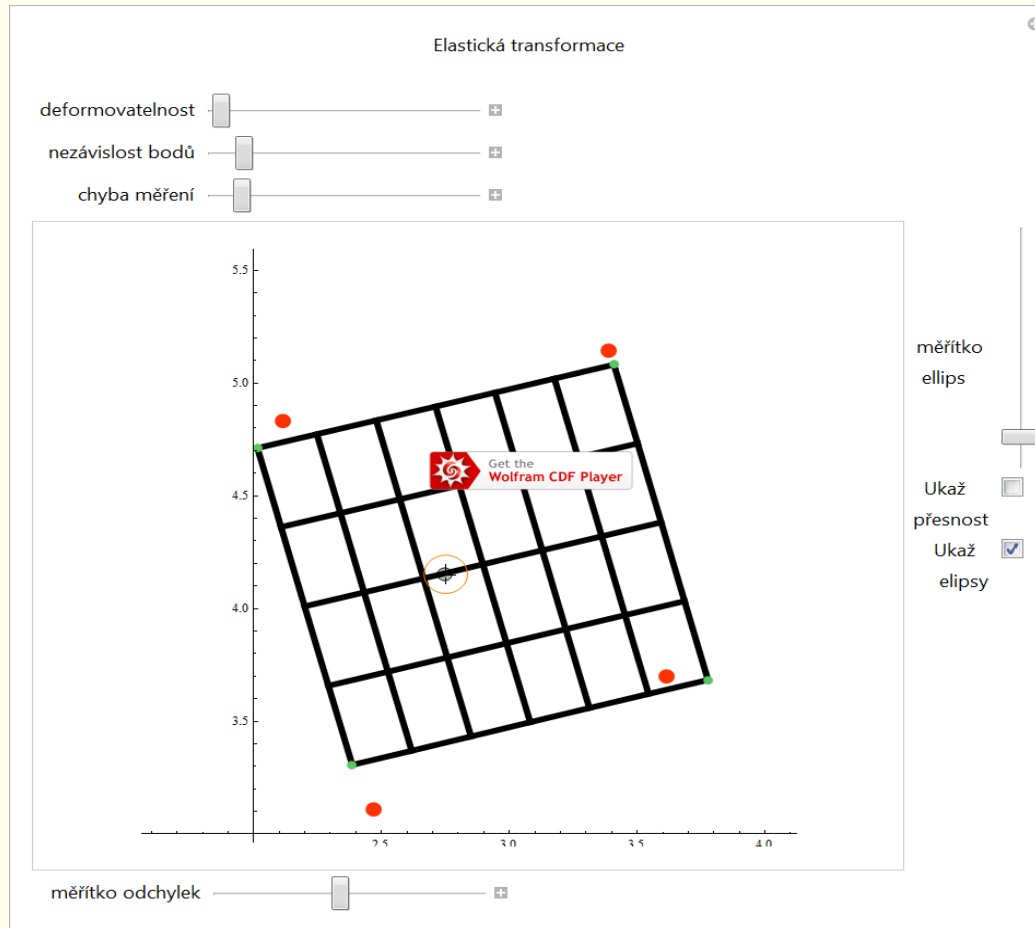 Elastická transformace
deformovatelnost
nezávislost bodů
chyba měření
5.5
5.0
4.5
4.0
3.5
2.5 3.0 3.5 4.0
Get the
Wolfram CDF Player
měřítko
ellips
Ukaž
přesnost
Ukaž
elipsy
měřítko odchylek